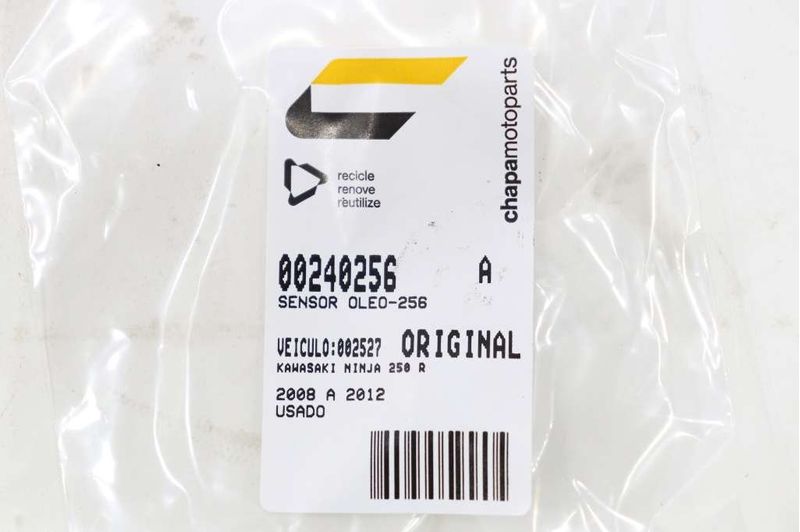 chapamotoparts
recicle
renove
reutilize
00240256 A
SENSOR OLEO-256
VEICULO:002527 ORIGINAL
KAWASAKI NINJA 250 R
2008 A 2012
USADO